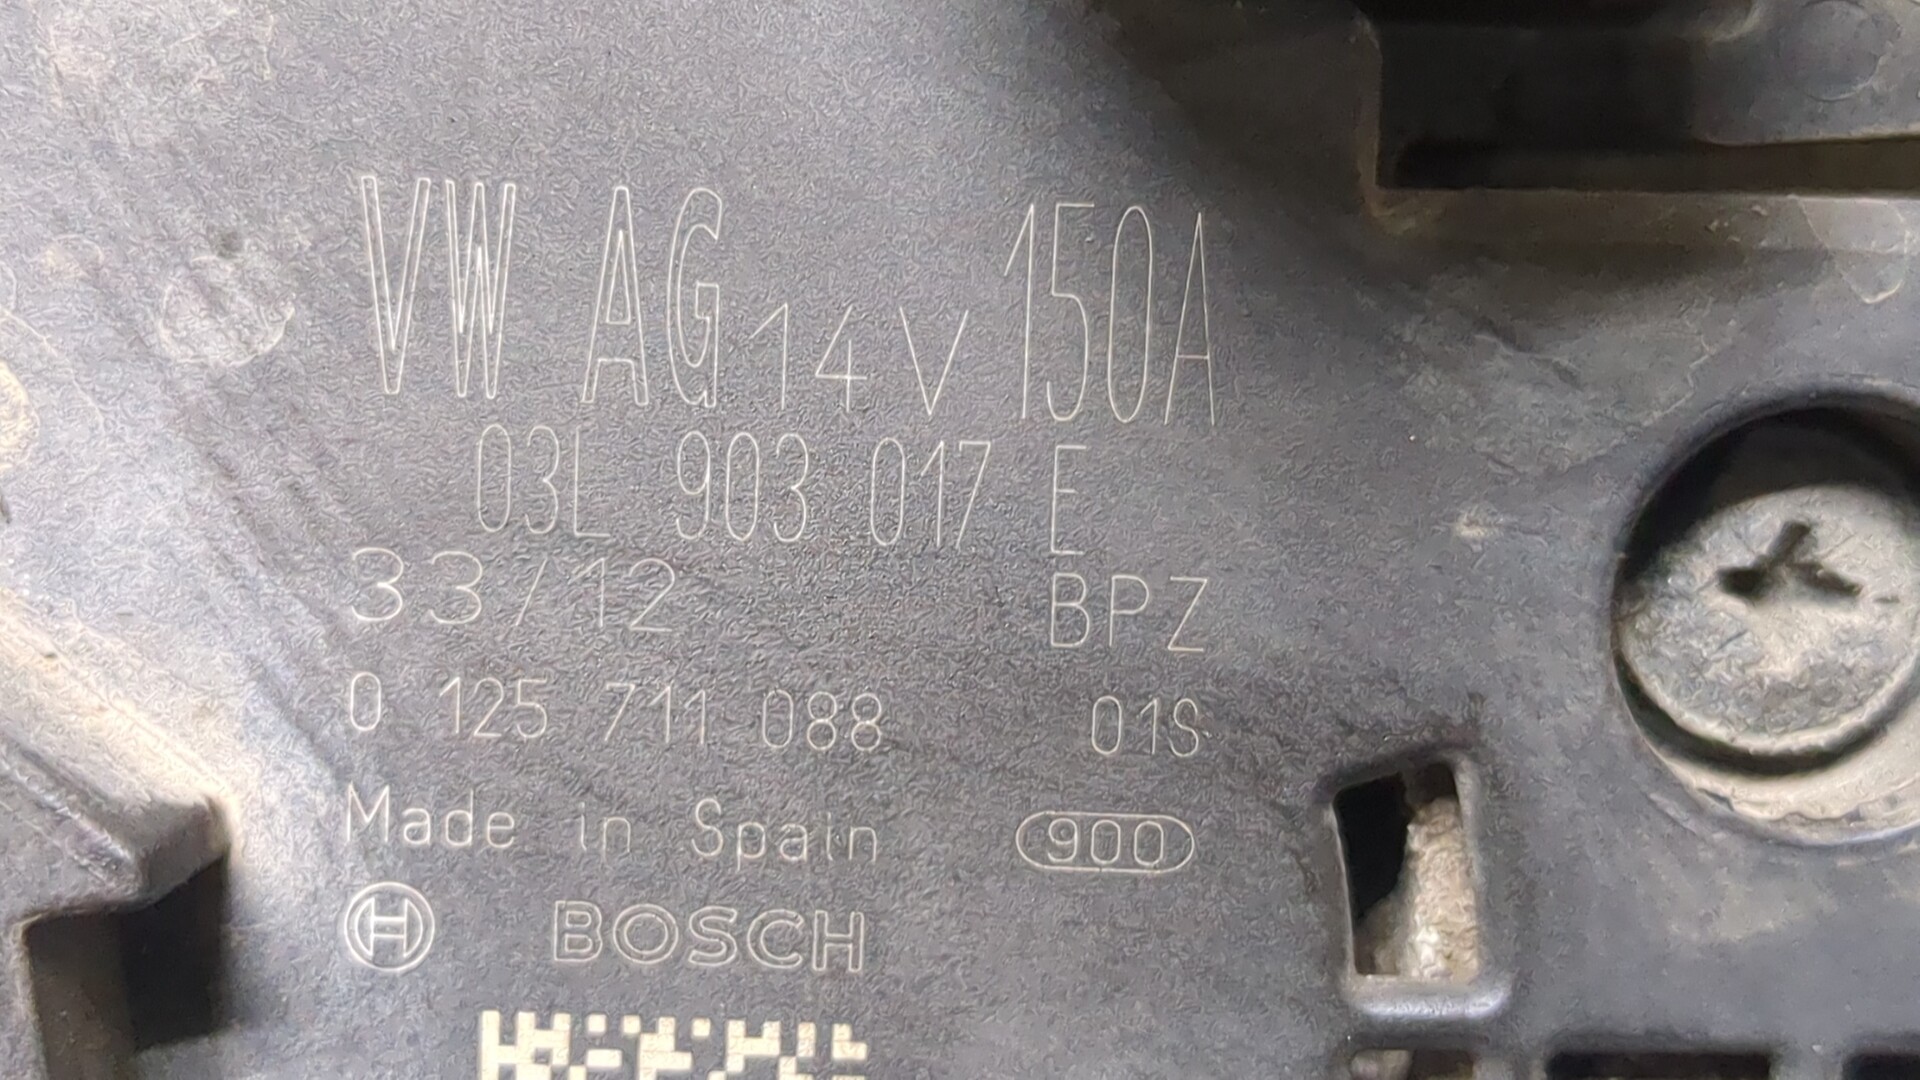 VW AG 14V 150A
03L 903 017 E
33/12 BPZ
0 125 711 088 01S
Made in Spain 900
BOSCH